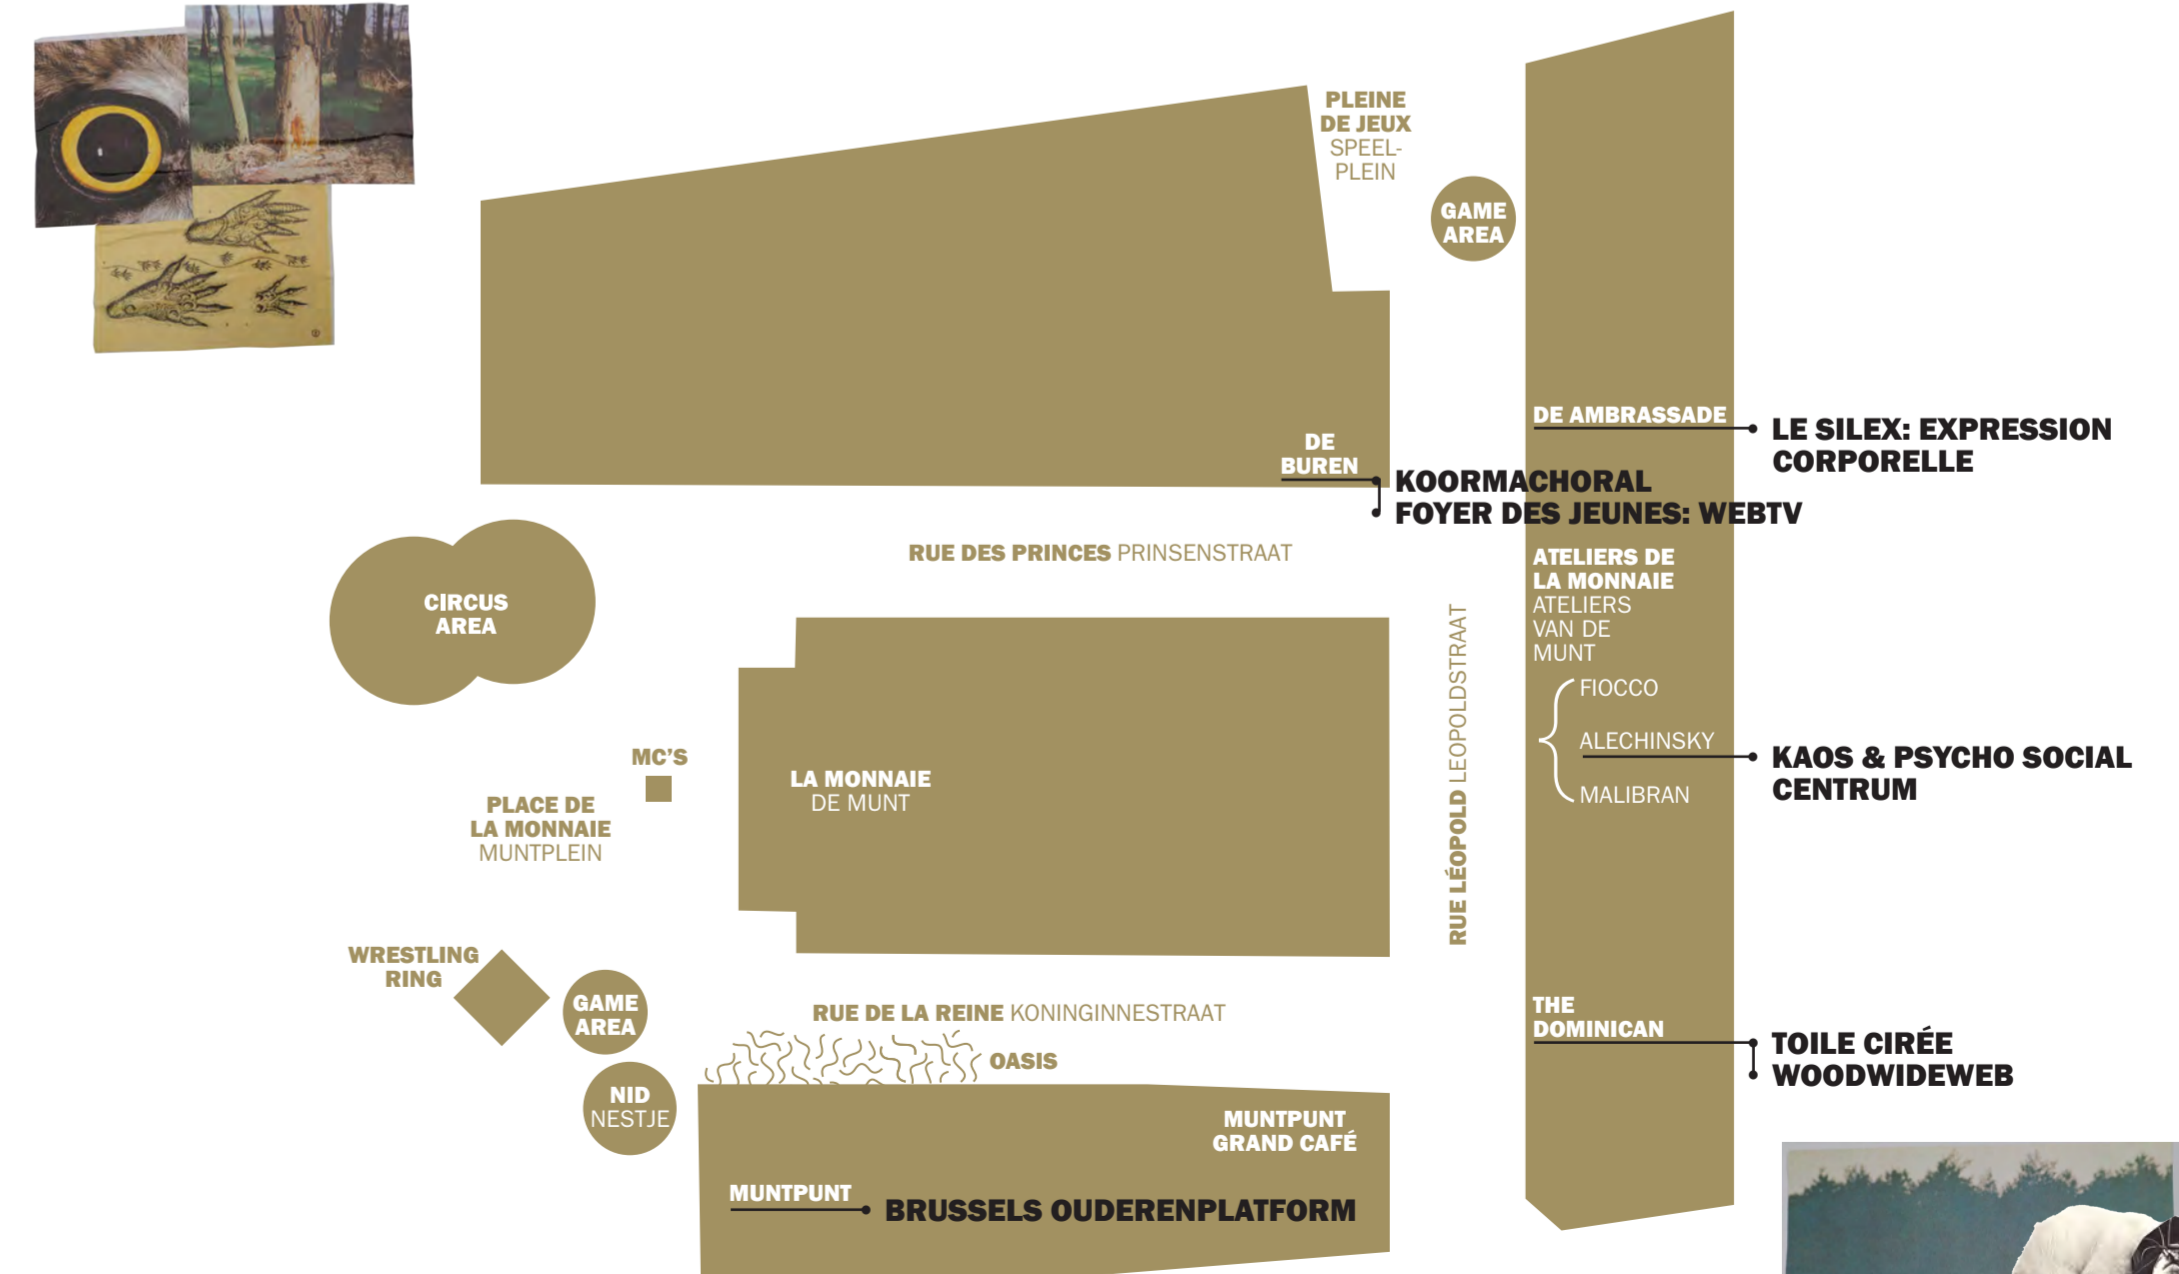 PLEINE
DE JEUX
SPEEL-
PLEIN
GAME
AREA
DE AMBRASSADE
LE SILEX: EXPRESSION
CORPORELLE
DE
BUREN
KOORMACHORAL
FOYER DES JEUNES: WEBTV
RUE DES PRINCES PRINSENSTRAAT
CIRCUS
AREA
ATELIERS DE
LA MONNAIE
ATELIERS
VAN DE
MUNT
FIOCCO
ALECHINSKY
MALIBRAN
KAOS & PSYCHO SOCIAL
CENTRUM
RUE LÉOPOLD LEOPOLDSTRAAT
MC'S
PLACE DE
LA MONNAIE
MUNTPLEIN
LA MONNAIE
DE MUNT
WRESTLING
RING
GAME
AREA
RUE DE LA REINE KONINGINNESTRAAT
OASIS
NID
NESTJE
THE
DOMINICAN
TOILE CIRÉE
WOODWIDEWEB
MUNTPUNT
GRAND CAFÉ
MUNTPUNT
BRUSSELS OUDERENPLATFORM